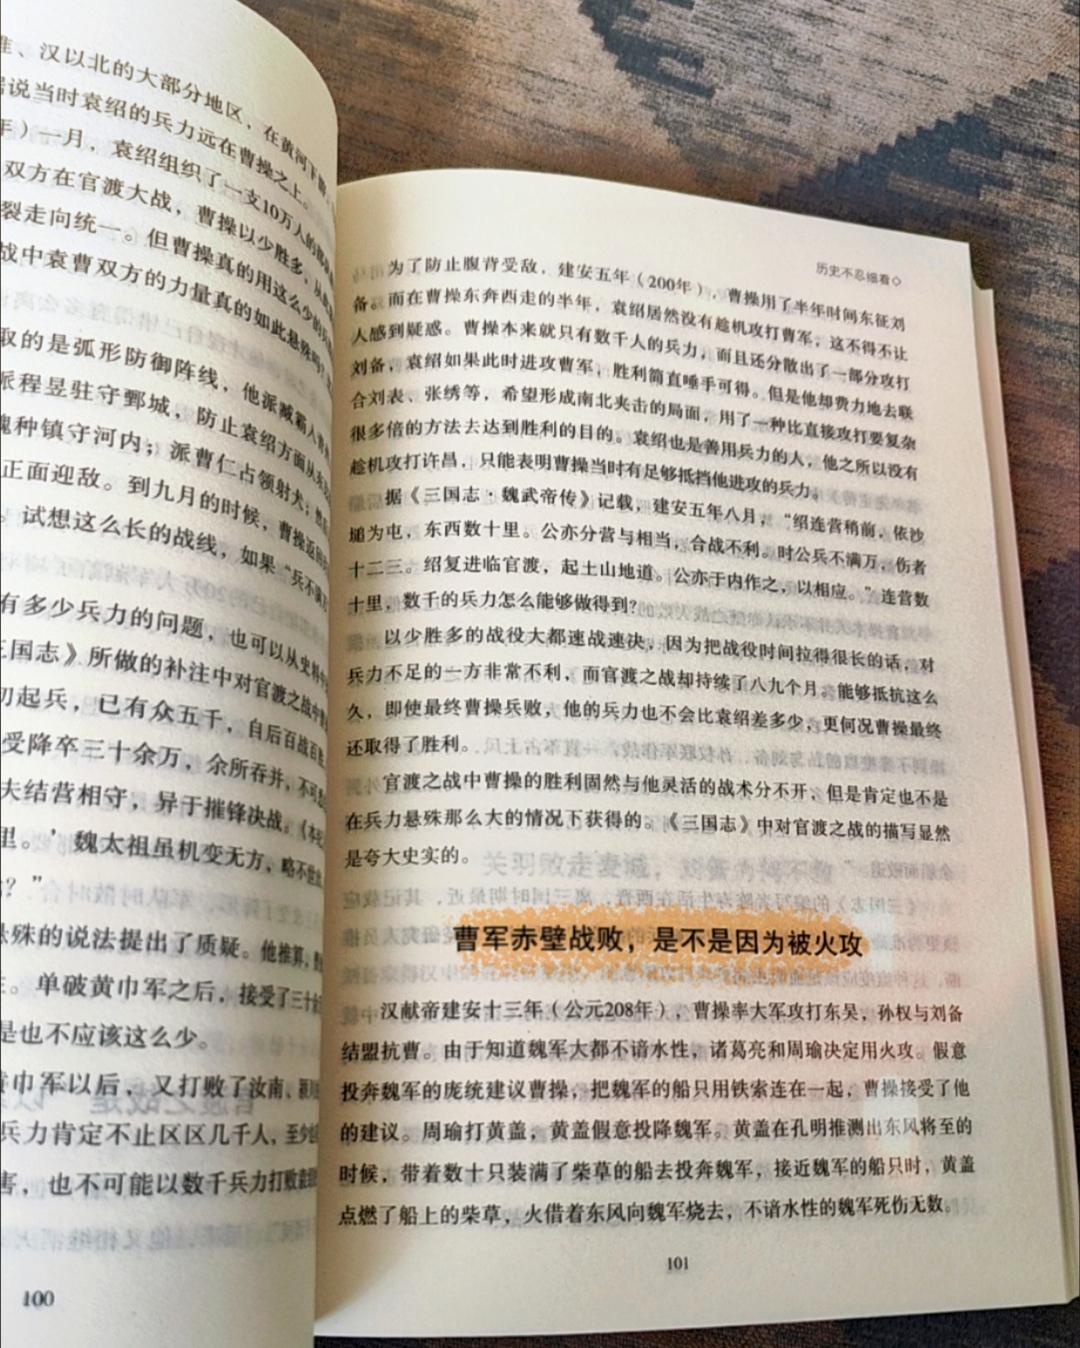 、汉以北的大部分地区，在黄河下
说当时袁绍的兵力远在曹操之上。
年）一月，袁绍组织了一支10万人的
双方在官渡大战，曹操以少胜多，从
裂走向统一。但曹操真的用这么少的兵
战中袁曹双方的力量真的如此悬殊吗？
取的是弧形防御阵线，他派臧霸
派程昱驻守鄄城，防止袁绍方面从东
魏种镇守河内；派曹仁占领射犬；然
正面迎敌。到九月的时候，曹操返回
。试想这么长的战线，如果“兵不满万
有多少兵力的问题，也可以从史料中
三国志》所做的补注中对官渡之战中曹
初起兵，已有众五千，自后百战百胜
受降卒三十余万，余所吞并，不可悉
夫结营相守，异于摧锋决战。《本纪
里。’魏太祖虽机变无方，略不世出
？”
悬殊的说法提出了质疑。他推算，曹
。单破黄巾军之后，接受了三十
是也不应该这么少。
黄巾军以后，又打败了汝南、颍川
兵力肯定不止区区几千人，至少
害，也不可能以数千兵力打败
100
历史不忍细看◇
为了防止腹背受敌，建安五年（200年），曹操用了半年时间东征刘
备。而在曹操东奔西走的半年，袁绍居然没有趁机攻打曹军，这不得不让
人感到疑惑。曹操本来就只有数千人的兵力，而且还分散出了一部分攻打
刘备，袁绍如果此时进攻曹军，胜利简直唾手可得。但是他却费力地去联
合刘表、张绣等，希望形成南北夹击的局面，用了一种比直接攻打要复杂
很多倍的方法去达到胜利的目的。袁绍也是善用兵力的人，他之所以没有
趁机攻打许昌，只能表明曹操当时有足够抵挡他进攻的兵力。
据《三国志·魏武帝传》记载，建安五年八月，“绍连营稍前，依沙
塠为屯，东西数十里。公亦分营与相当，合战不利。时公兵不满万，伤者
十二三。绍复进临官渡，起土山地道。公亦于内作之，以相应。”连营数
十里，数千的兵力怎么能够做得到？
以少胜多的战役大都速战速决，因为把战役时间拉得很长的话，对
兵力不足的一方非常不利，而官渡之战却持续了八九个月。能够抵抗这么
久，即使最终曹操兵败，他的兵力也不会比袁绍差多少，更何况曹操最终
还取得了胜利。
官渡之战中曹操的胜利固然与他灵活的战术分不开，但是肯定也不是
在兵力悬殊那么大的情况下获得的。《三国志》中对官渡之战的描写显然
是夸大史实的。
曹军赤壁战败，是不是因为被火攻
汉献帝建安十三年（公元208年），曹操率大军攻打东吴，孙权与刘备
结盟抗曹。由于知道魏军大都不谙水性，诸葛亮和周瑜决定用火攻。假意
投奔魏军的庞统建议曹操，把魏军的船只用铁索连在一起，曹操接受了他
的建议。周瑜打黄盖，黄盖假意投降魏军。黄盖在孔明推测出东风将至的
时候，带着数十只装满了柴草的船去投奔魏军，接近魏军的船只时，黄盖
点燃了船上的柴草，火借着东风向魏军烧去，不谙水性的魏军死伤无数。
101